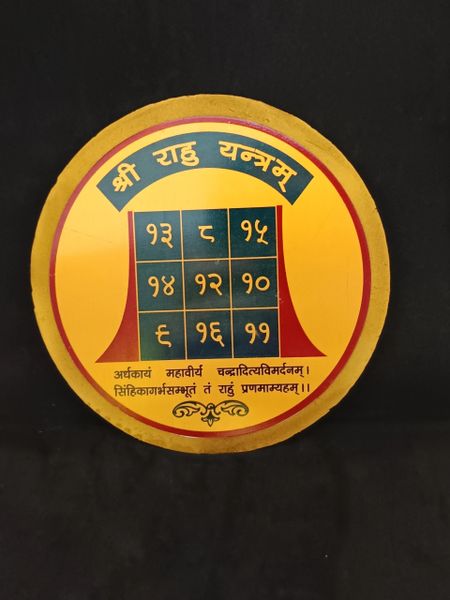 श्री राहु यन्त्रम्
१३ ८ १५
१४ १२ १०
९ १६ ११
अर्धकायं महावीर्य चन्द्रादित्यविमर्दनम्।
सिंहिकागर्भसम्भूतं तं राहुं प्रणमाम्यहम्।।